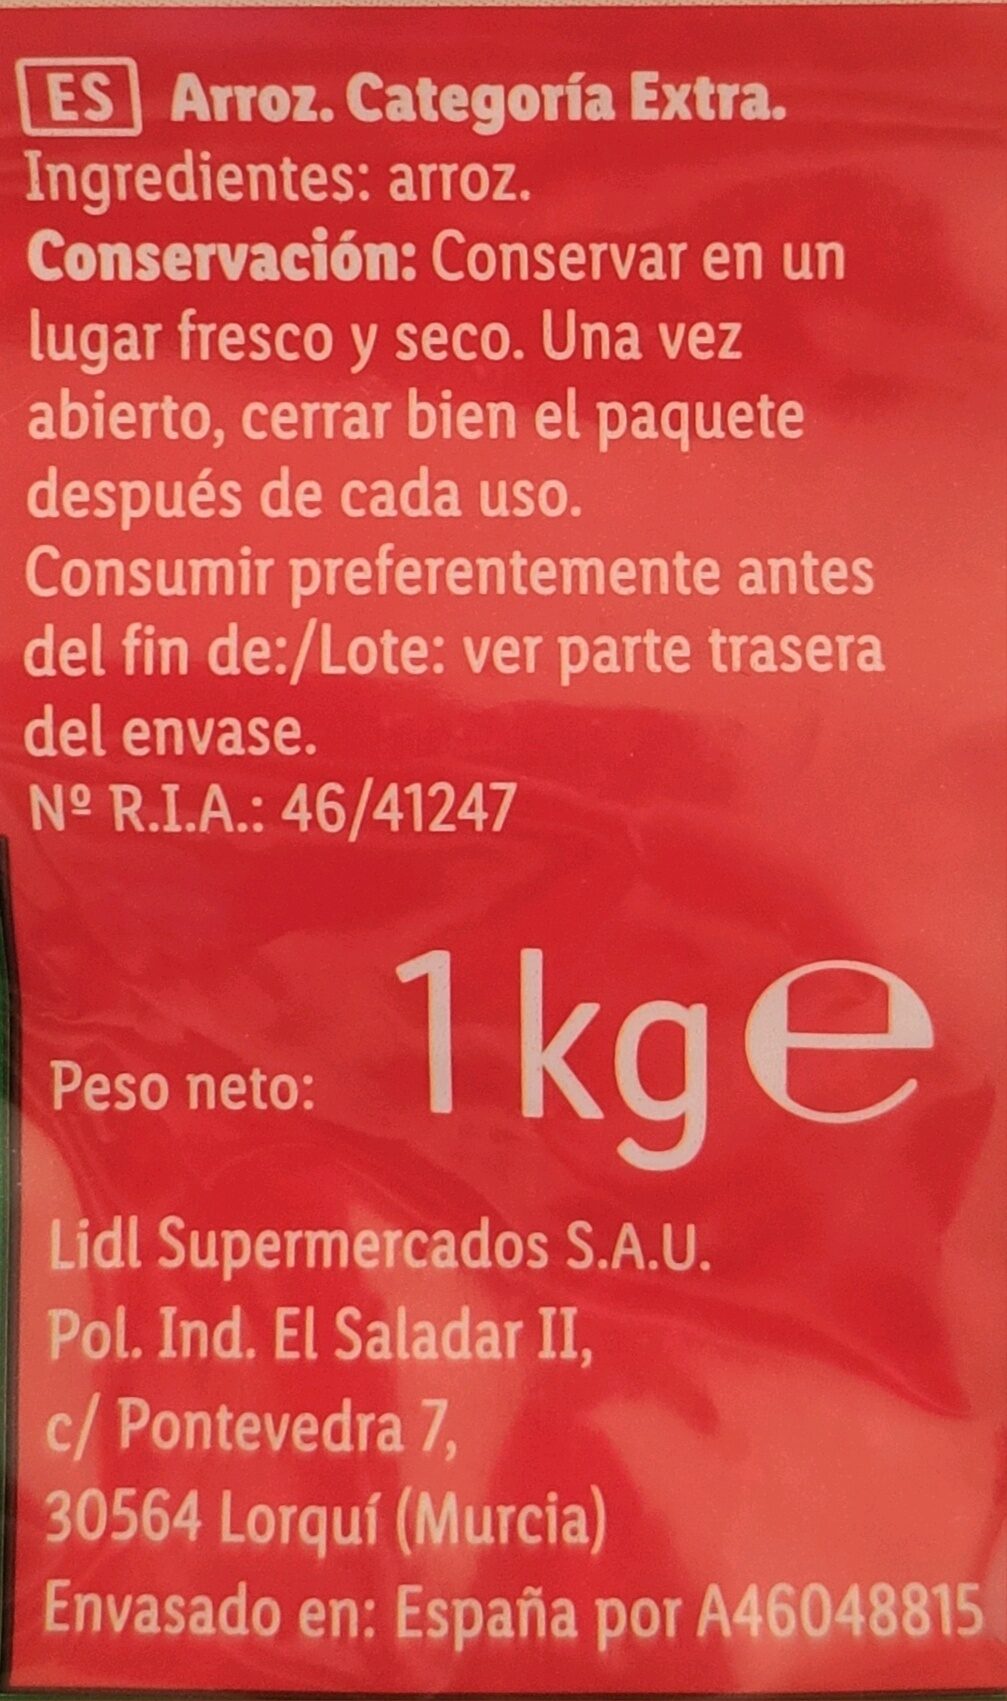 ES Arroz. Categoría Extra.
Ingredientes: arroz.
Conservación: Conservar en un
lugar fresco y seco. Una vez
abierto, cerrar bien el paquete
después de cada uso.
Consumir preferentemente antes
del fin de:/Lote: ver parte trasera
del envase.
Nº R.I.A.: 46/41247
Peso neto: 1 kg e
Lidl Supermercados S.A.U.
Pol. Ind. El Saladar II,
c/ Pontevedra 7,
30564 Lorquí (Murcia)
Envasado en: España por A46048815